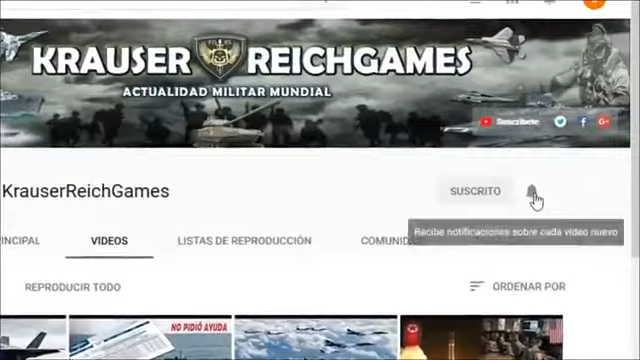 KRAUSER REICHGAMES
ACTUALIDAD MILITAR MUNDIAL
Suscribete
KrauserReichGames
SUSCRITO
Recibe notificaciones sobre cada video nuevo
INCIPAL VIDEOS LISTAS DE REPRODUCCIÓN COMUNID
REPRODUCIR TODO ORDENAR POR
NO PIDIÓ AYUDA